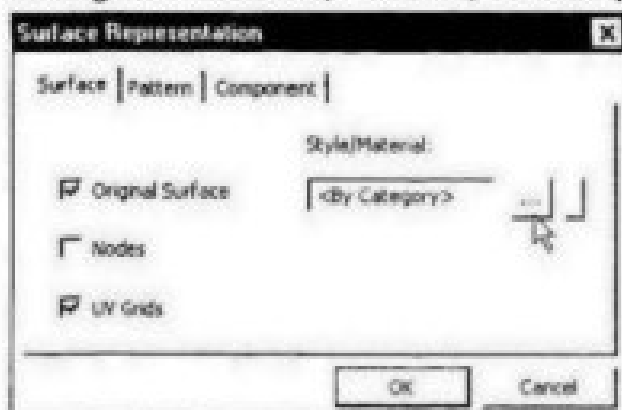 Surface Representation
Surface Pattern Component
Style/Material:
Original Surface
<By Category>
...
Nodes
UV Grids
OK Cancel